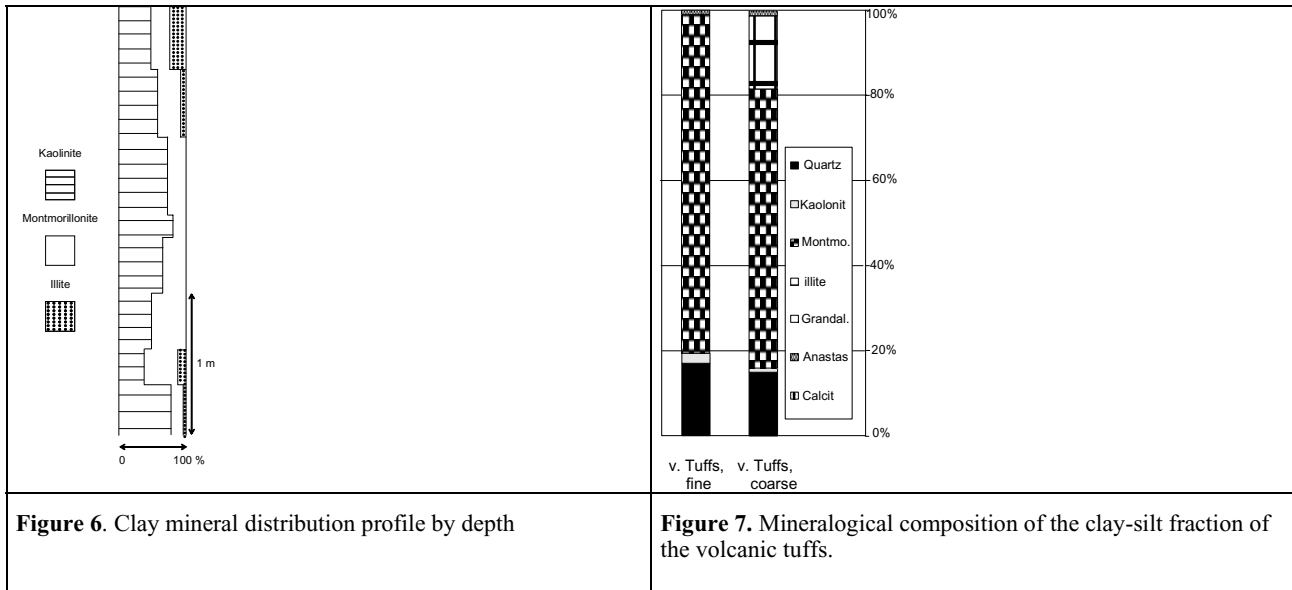 Kaolinite
Montmorillonite
Illite
1 m
0 100 %
Figure 6. Clay mineral distribution profile by depth
100%
80%
60%
40%
20%
0%
Quartz
Kaolonit
Montmo.
illite
Grandal.
Anastas
Calcit
v. Tuffs, fine
v. Tuffs, coarse
Figure 7. Mineralogical composition of the clay-silt fraction of
the volcanic tuffs.